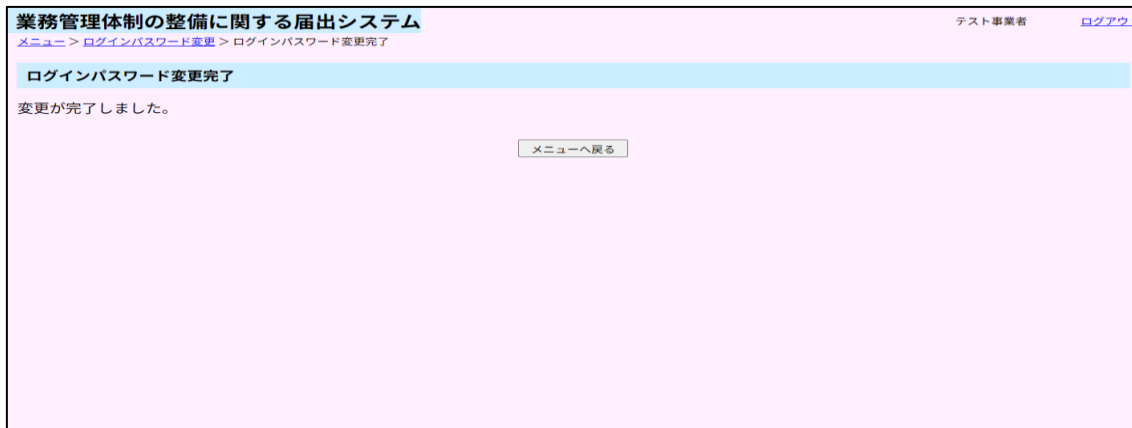 業務管理体制の整備に関する届出システム テスト事業者 ログアウ
メニュー > ログインパスワード変更 > ログインパスワード変更完了
ログインパスワード変更完了
変更が完了しました。
メニューへ戻る